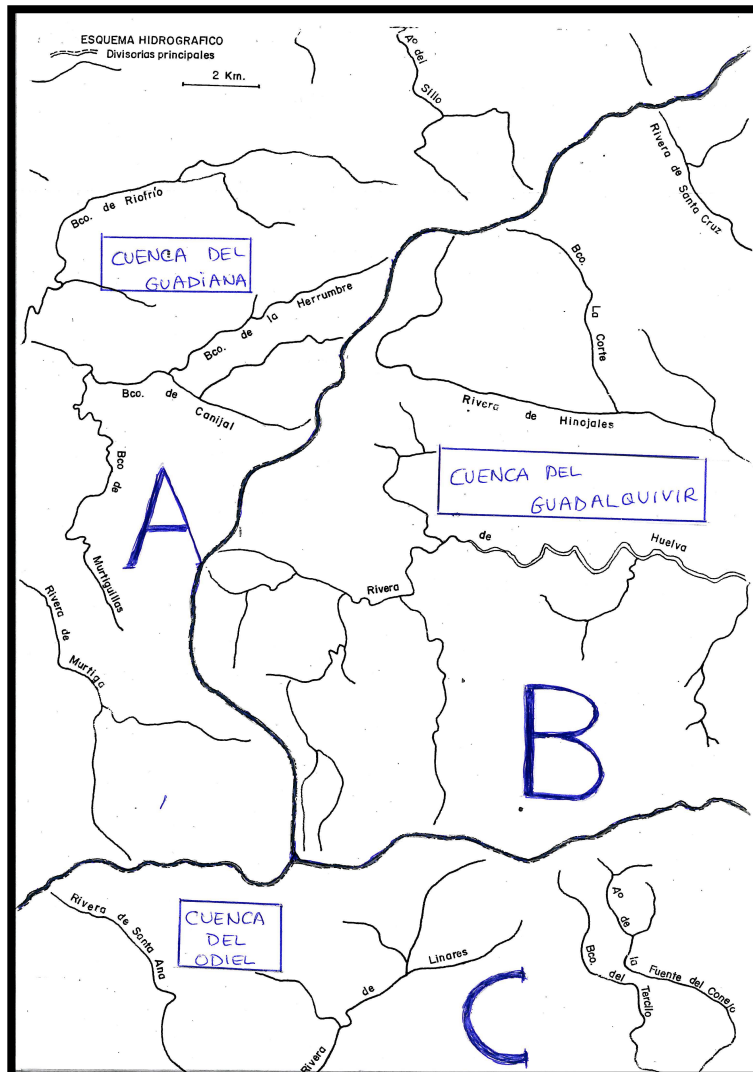 ESQUEMA HIDROGRAFICO
Divisorias principales
2 Km.
Aº del Sillo
Rivera de Santa Cruz
Bco. de Riofrío
CUENCA DEL
GUADIANA
Bco. de la Herrumbre
Bco. La Corte
Bco. de Canijal
Rivera de Hinojales
Bco de Murtiguillas
A
CUENCA DEL
GUADALQUIVIR
Rivera de Huelva
Rivera de Murtiga
B
Rivera de Santa Ana
CUENCA
DEL
ODIEL
Rivera de Linares
C
Bco. del Tercilo
Aº de la Fuente del Conejo